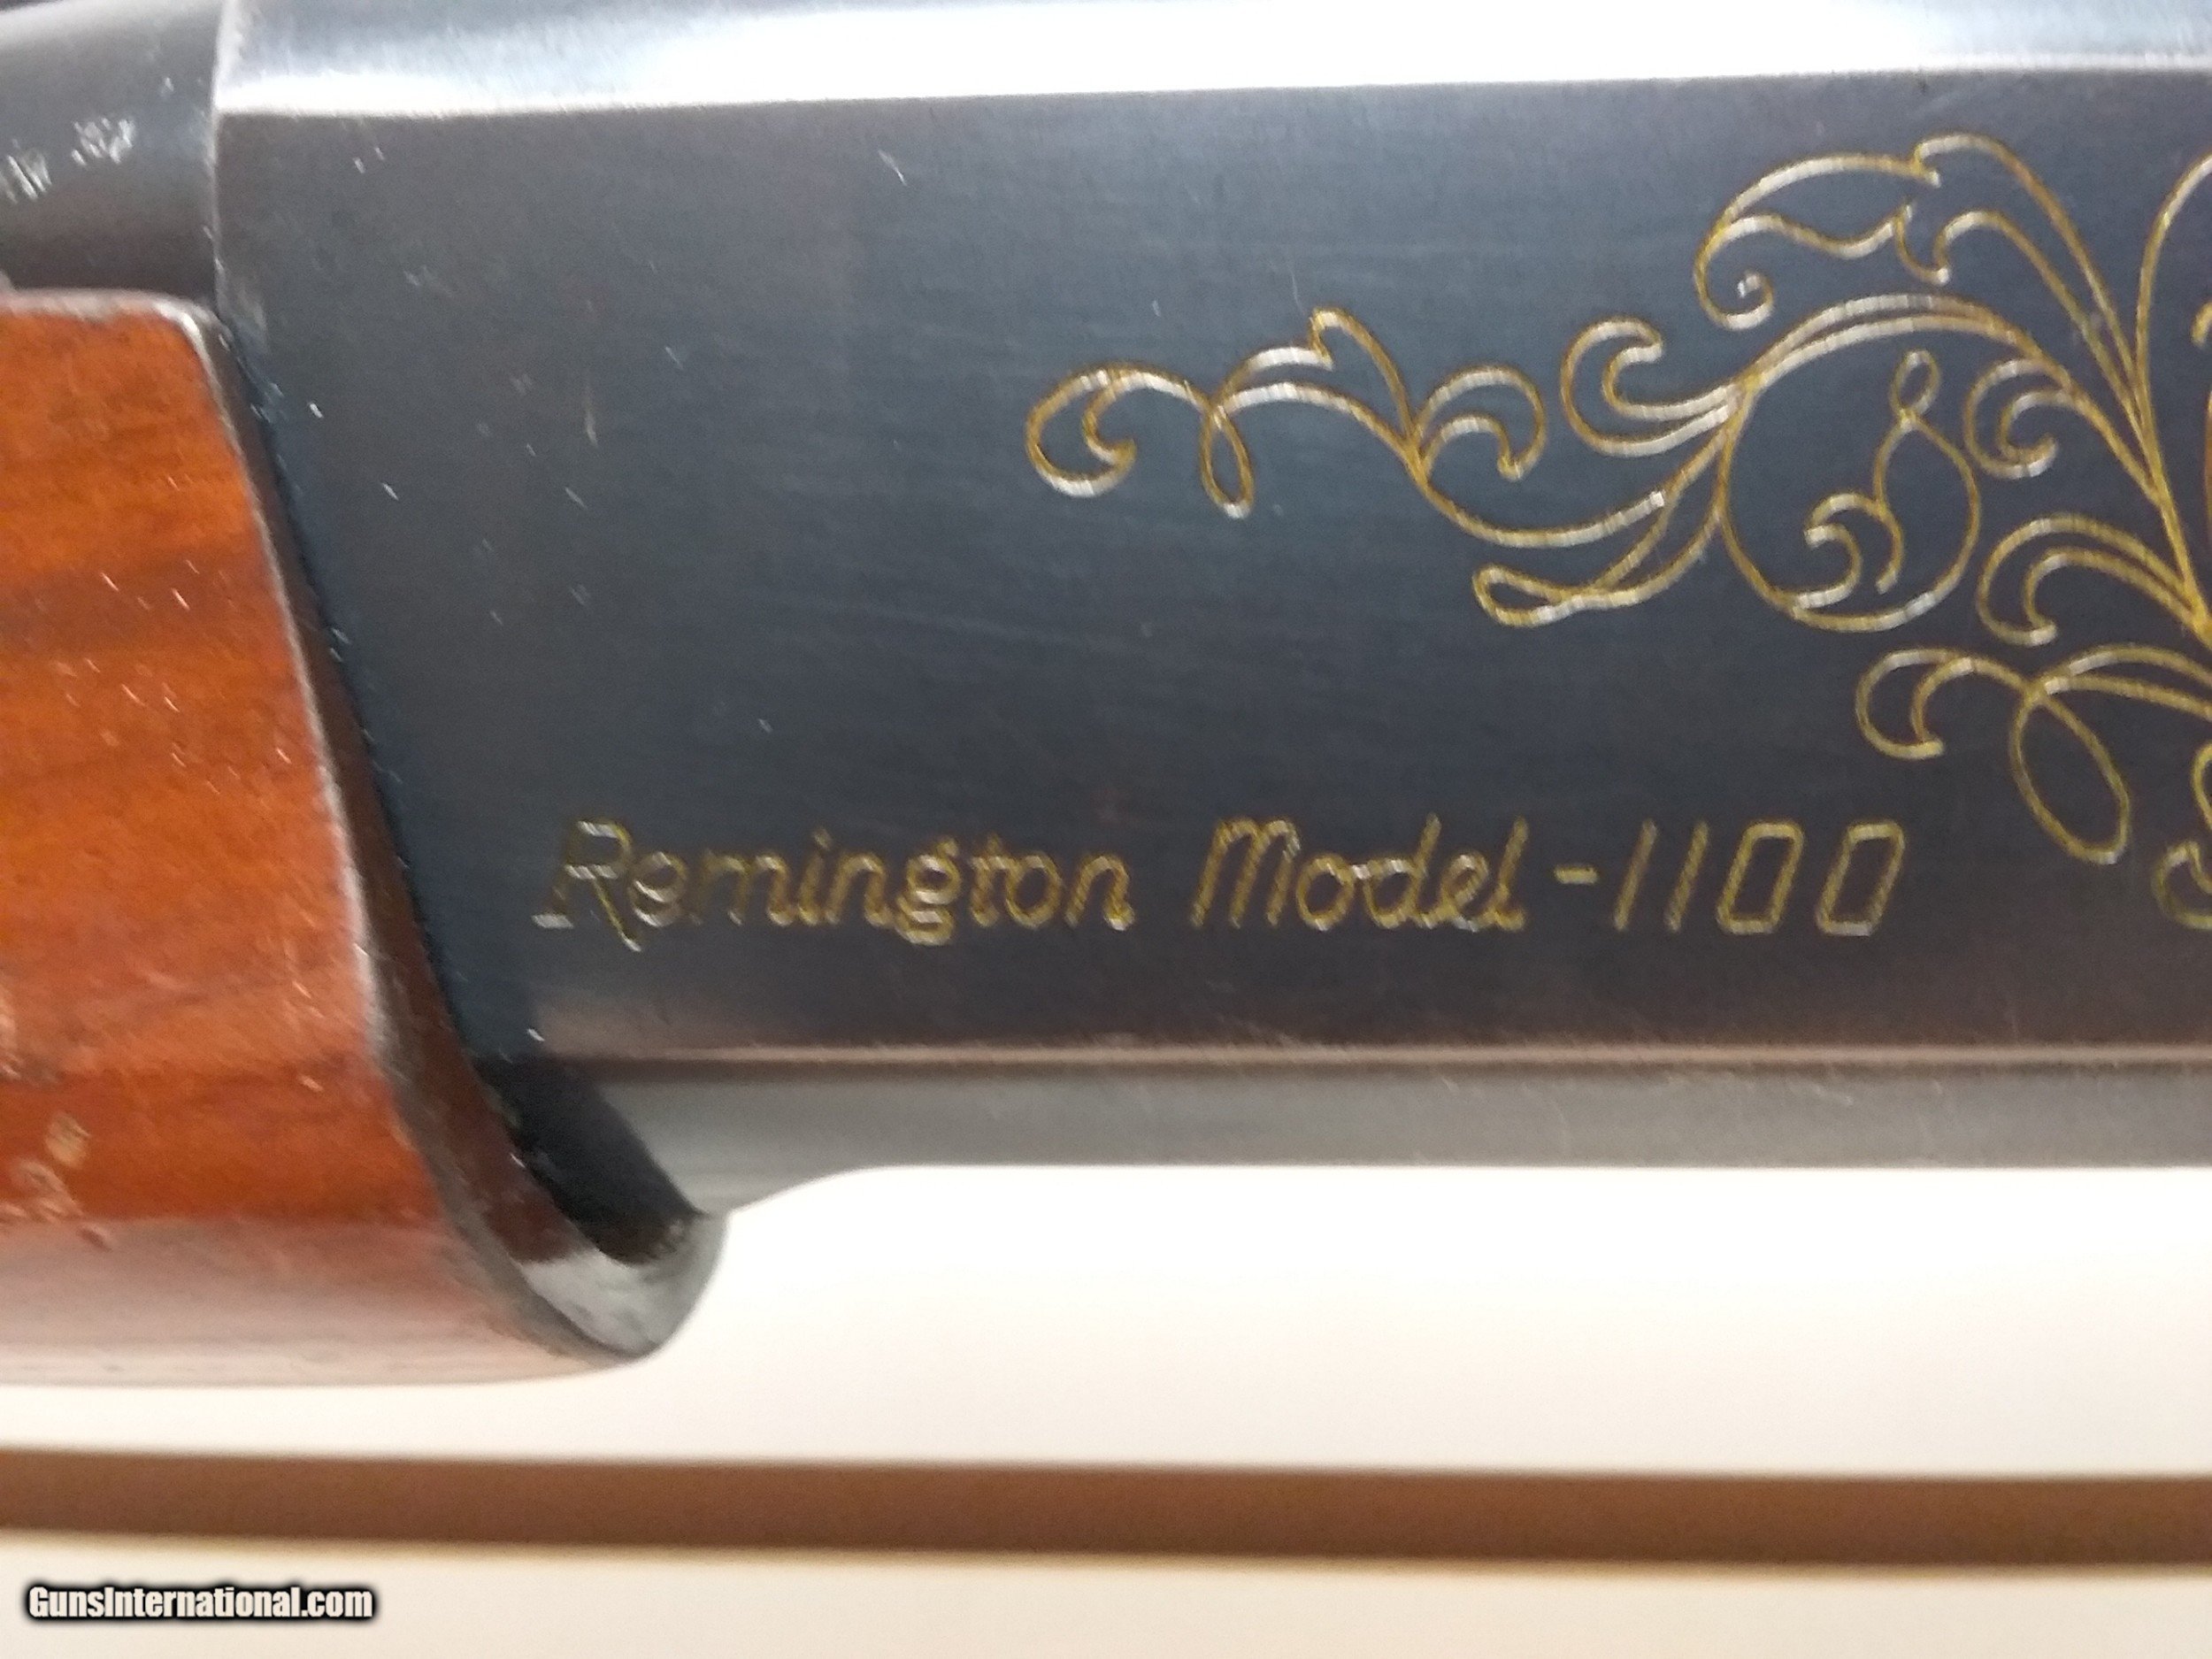 Remington Model-1100
GunsInternational.com